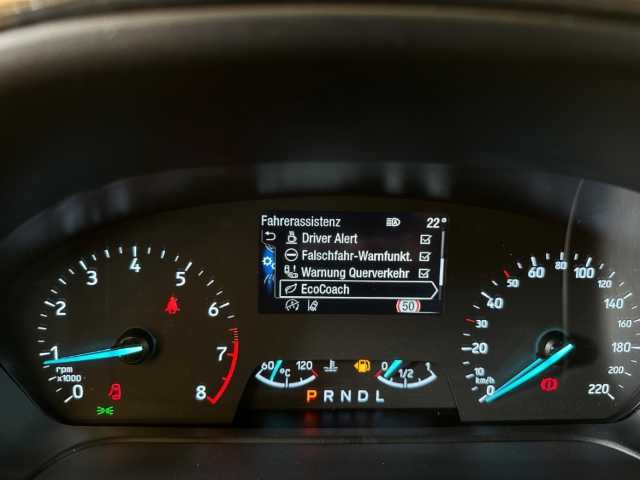 Fahrerassistenz 22°
Driver Alert
Falschfahr-Warnfunkt.
Warnung Querverkehr
EcoCoach
50
0 1 2 3 4 5 6 7 8
rpm
x1000
60 °C 120
0 1/2 1
P R N D L
0 10 20 30 40 50 60 80 100 120 140 160 180 200 220
km/h